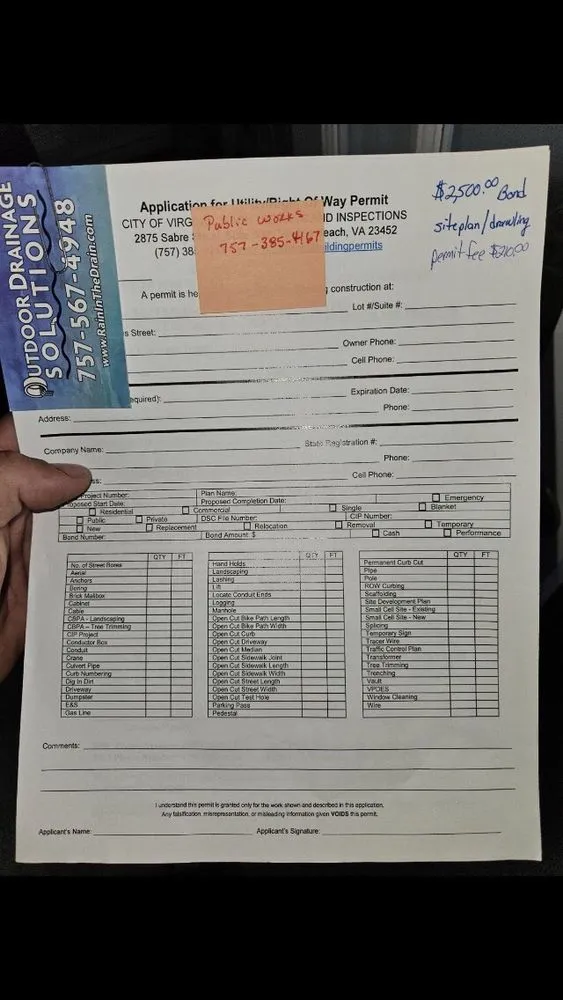 OUTDOOR DRAINAGE
SOLUTIONS
757-567-4948
www.RainInTheDrain.com
Application for Utility/Right Of Way Permit
CITY OF VIRG
ND INSPECTIONS
2875 Sabre
each, VA 23452
(757) 38
ildingpermits
Public works
757-385-4167
$2,500.00 Bond
siteplan/drawling
permit fee $210.00
A permit is he
g construction at:
Lot #/Suite #:
s Street:
Owner Phone:
Cell Phone:
equired):
Expiration Date:
Address:
Phone:
Company Name:
State Registration #:
Phone:
ss:
Cell Phone:
Project Number:
Plan Name:
Proposed Start Date:
Proposed Completion Date:
Emergency
Residential
Commercial
Single
Blanket
Public
Private
DSC File Number:
CIP Number:
New
Replacement
Relocation
Removal
Temporary
Bond Number:
Bond Amount: $
Cash
Performance
QTY FT
No. of Street Bores
Aerial
Anchors
Boring
Brick Mailbox
Cabinet
Cable
CBPA - Landscaping
CBPA – Tree Trimming
CIP Project
Conductor Box
Conduit
Crane
Culvert Pipe
Curb Numbering
Dig In Dirt
Driveway
Dumpster
E&S
Gas Line
QTY FT
Hand Holds
Landscaping
Lashing
Lift
Locate Conduit Ends
Logging
Manhole
Open Cut Bike Path Length
Open Cut Bike Path Width
Open Cut Curb
Open Cut Driveway
Open Cut Median
Open Cut Sidewalk Joint
Open Cut Sidewalk Length
Open Cut Sidewalk Width
Open Cut Street Length
Open Cut Street Width
Open Cut Test Hole
Parking Pass
Pedestal
QTY FT
Permanent Curb Cut
Pipe
Pole
ROW Curbing
Scaffolding
Site Development Plan
Small Cell Site - Existing
Small Cell Site - New
Splicing
Temporary Sign
Tracer Wire
Traffic Control Plan
Transformer
Tree Trimming
Trenching
Vault
VPDES
Window Cleaning
Wire
Comments:
I understand this permit is granted only for the work shown and described in this application.
Any falsification, misrepresentation, or misleading information given VOIDS this permit.
Applicant's Name:
Applicant's Signature: